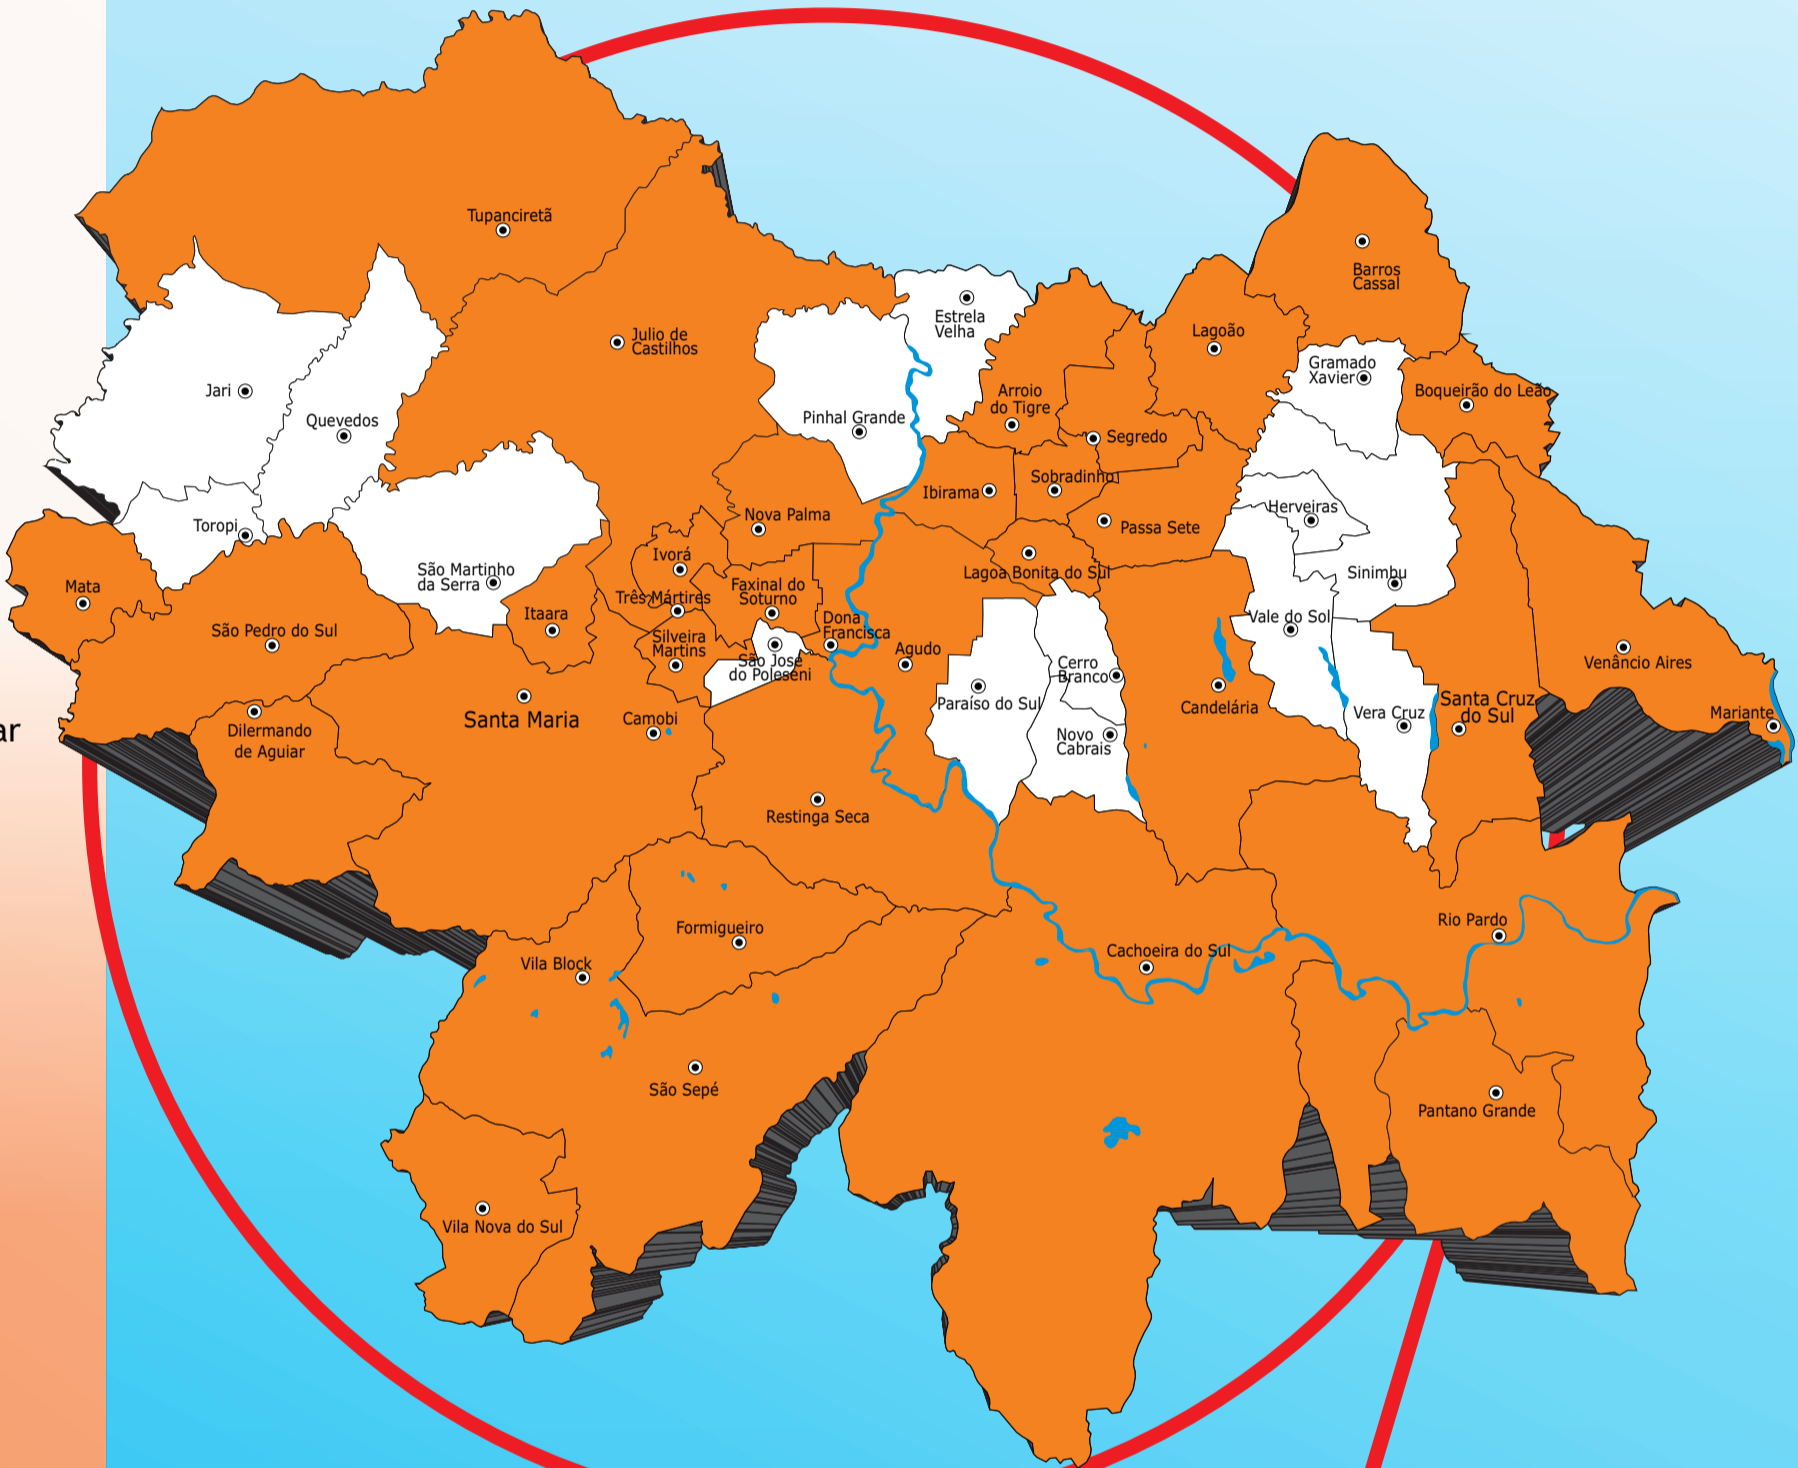 Tupanciretã
Barros
Cassal
Estrela
Velha
Lagoão
Julio de
Castilhos
Gramado
Xavier
Jari
Boqueirão do Leão
Arroio
do Tigre
Quevedos
Pinhal Grande
Segredo
Sobradinho
Ibirama
Herveiras
Nova Palma
Toropi
Passa Sete
Ivorá
São Martinho
da Serra
Lagoa Bonita do Sul
Sinimbu
Mata
Faxinal do
Soturno
Três Mártires
Itaara
Vale do Sol
Dona
Francisca
São Pedro do Sul
Silveira
Martins
Agudo
São José
do Poleseni
Cerro
Branco
Venâncio Aires
Paraíso do Sul
Candelária
Santa Cruz
do Sul
Vera Cruz
Mariante
Santa Maria
Camobi
Dilermando
de Aguiar
ar
Novo
Cabrais
Restinga Seca
Rio Pardo
Formigueiro
Cachoeira do Sul
Vila Block
São Sepé
Pantano Grande
Vila Nova do Sul